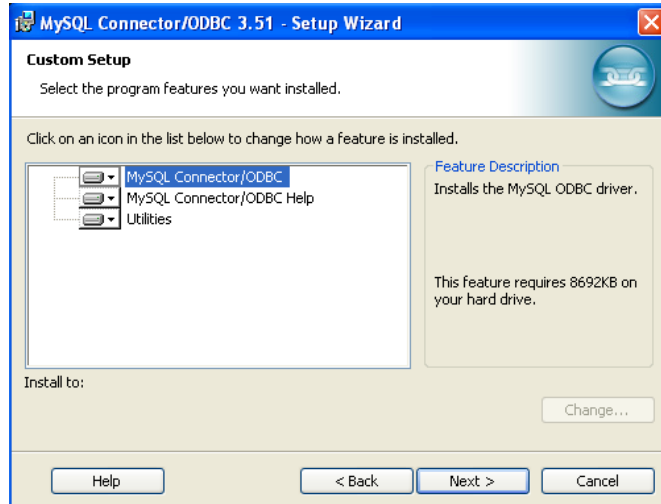 MySQL Connector/ODBC 3.51 - Setup Wizard
Custom Setup
Select the program features you want installed.
Click on an icon in the list below to change how a feature is installed.
MySQL Connector/ODBC
MySQL Connector/ODBC Help
Utilities
Feature Description
Installs the MySQL ODBC driver.
This feature requires 8692KB on
your hard drive.
Install to:
Change...
Help
< Back
Next >
Cancel